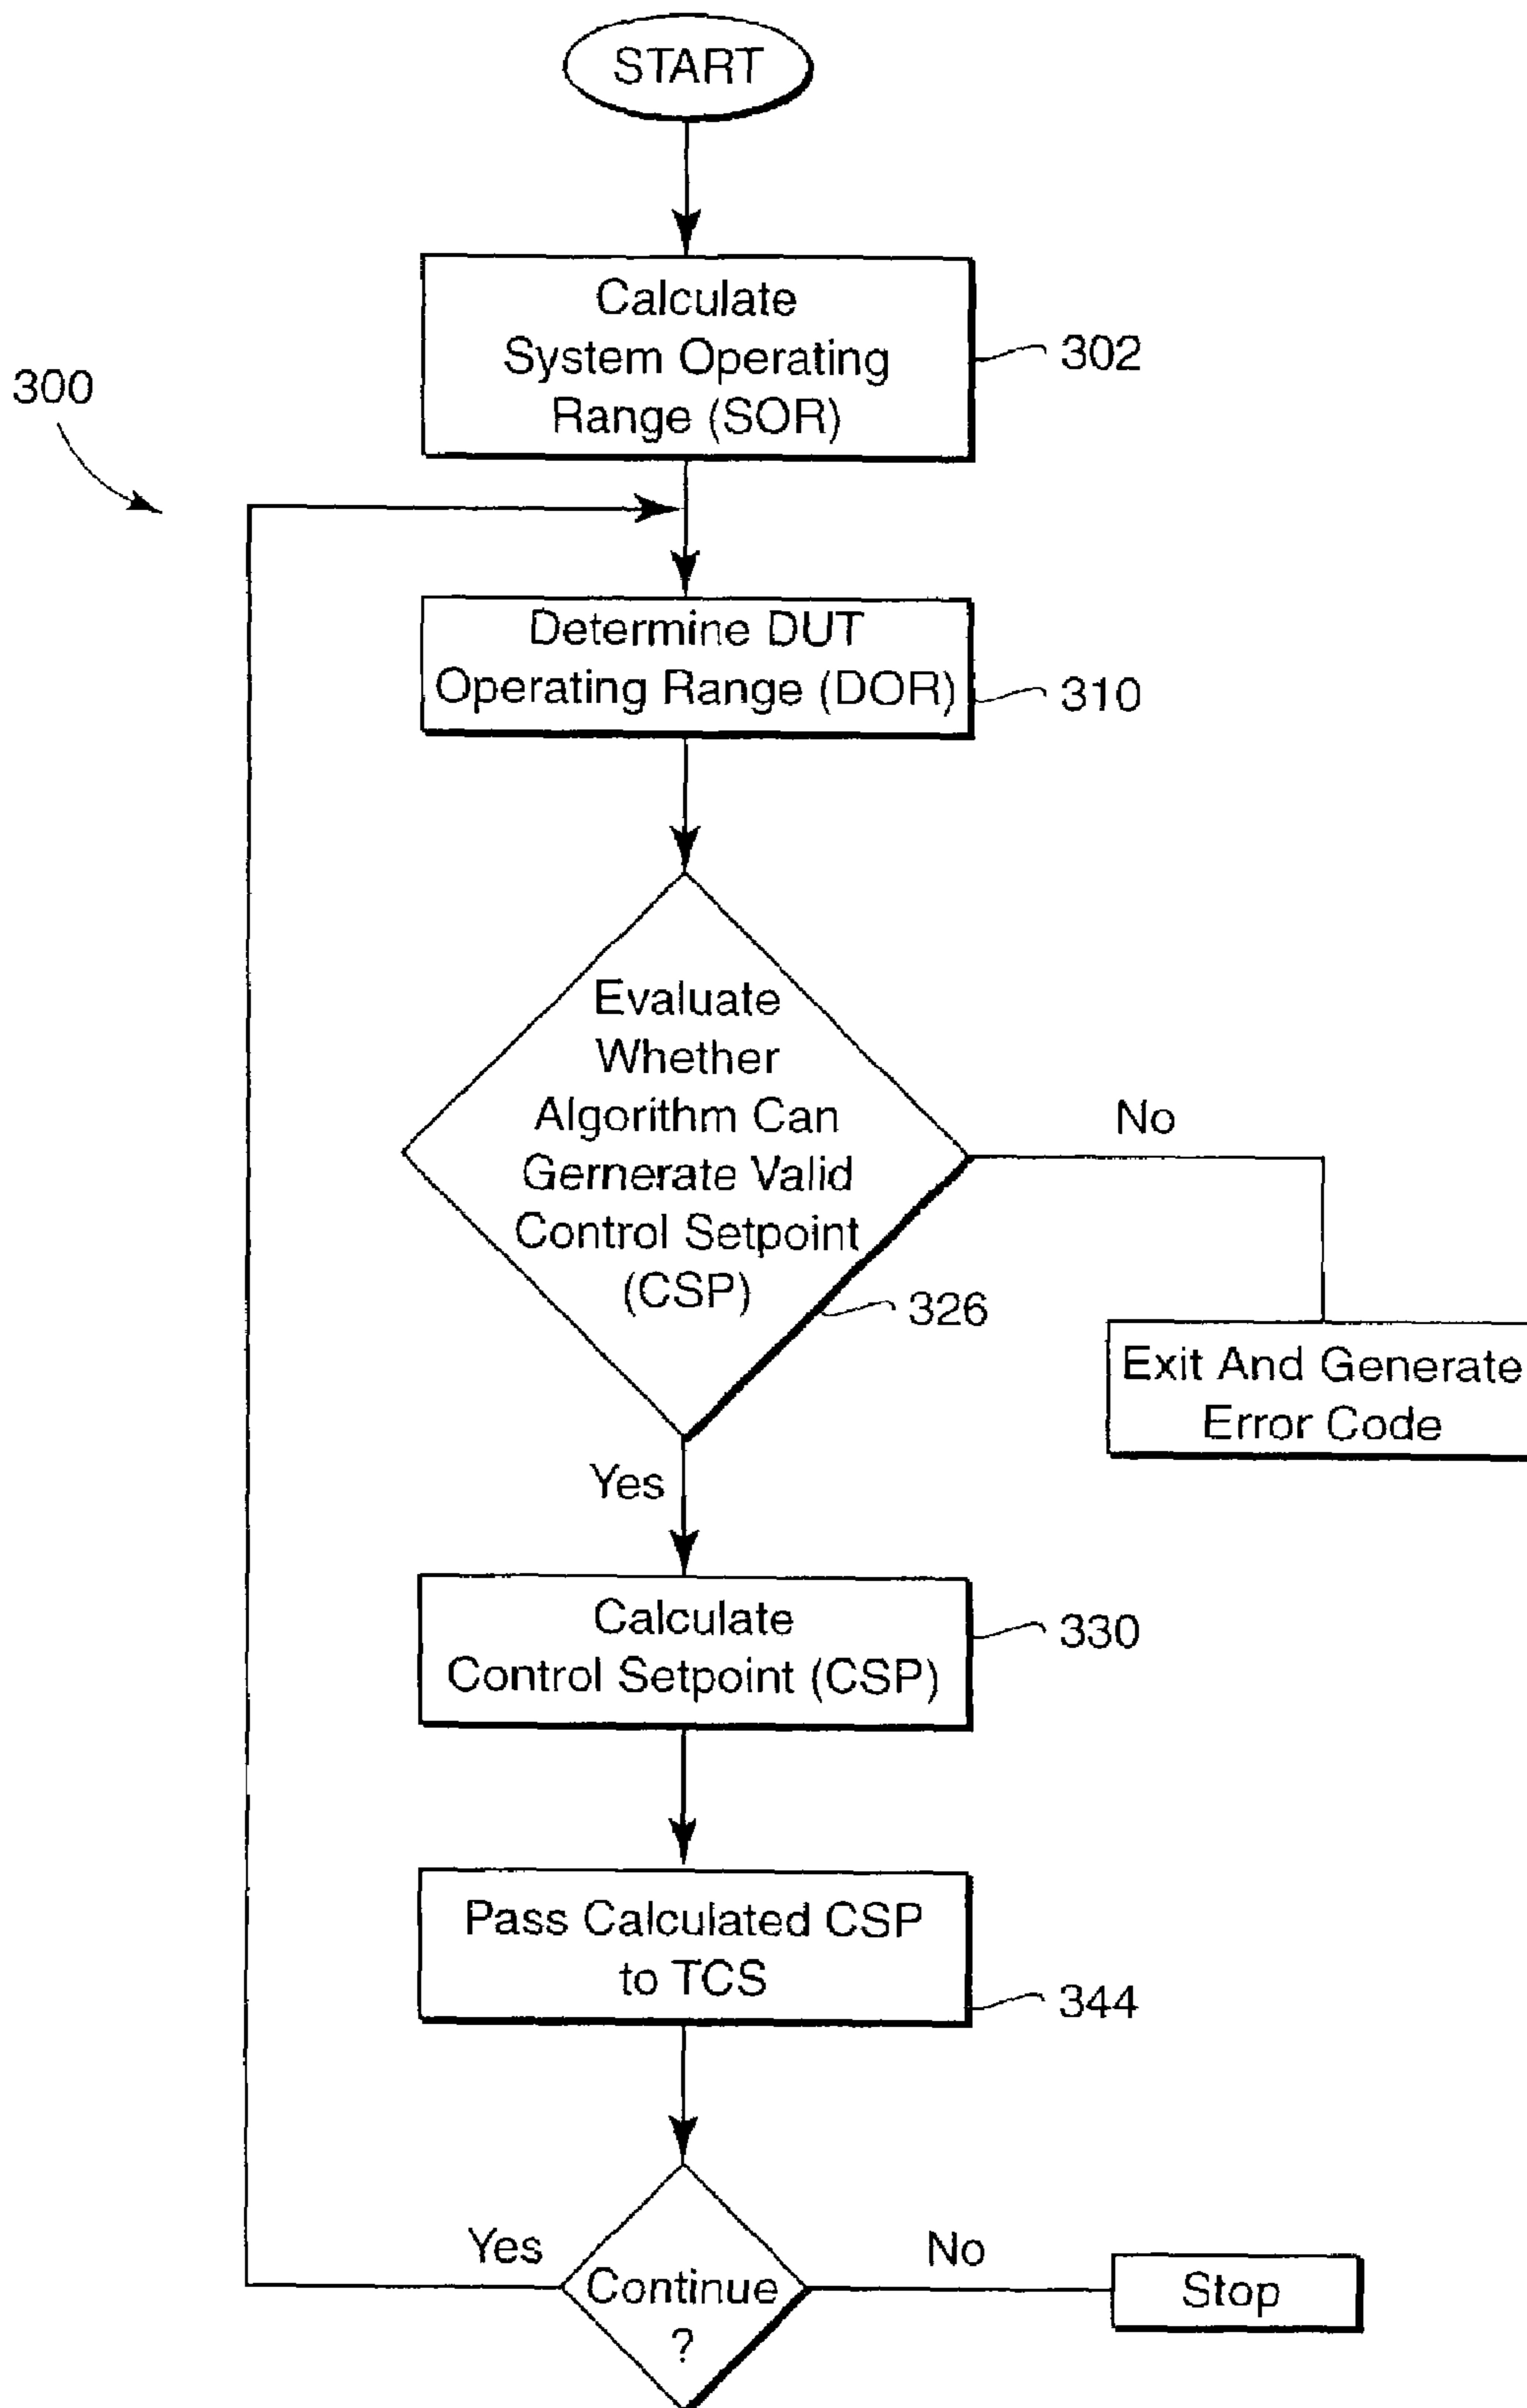 START
Calculate
System Operating
Range (SOR)
302
300
Determine DUT
Operating Range (DOR)
310
Evaluate
Whether
Algorithm Can
Gernerate Valid
Control Setpoint
(CSP)
326
No
Exit And Generate
Error Code
Yes
Calculate
Control Setpoint (CSP)
330
Pass Calculated CSP
to TCS
344
Yes
Continue
?
No
Stop